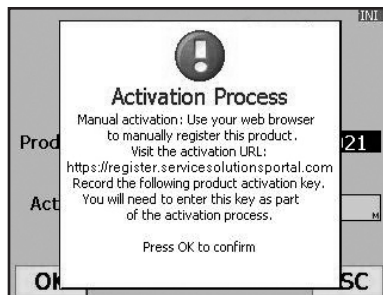 INI
Activation Process
Manual activation: Use your web browser
to manually register this product.
Visit the activation URL:
Prod 021
https://register.servicesolutionsportal.com
Record the following product activation key.
Act
You will need to enter this key as part
of the activation process.
M
Press OK to confirm
OK SC